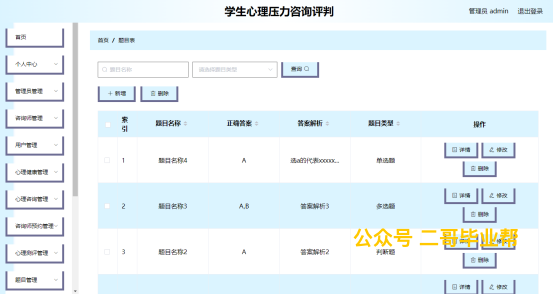 学生心理压力咨询评判
管理员 admin 退出登录
首页
个人中心
管理员管理
咨询师管理
用户管理
心理健康管理
心理咨询管理
咨询师预约管理
心理测评管理
题目管理
首页 / 题目表
题目名称 请选择题目类型 查询
+ 新增 删除
索引 题目名称 正确答案 答案解析 题目类型 操作
1 题目名称4 A 选a的代表xxxxx... 单选题 详情 修改 删除
2 题目名称3 A,B 答案解析3 多选题 详情 修改 删除
3 题目名称2 A 答案解析2 判断题 详情 修改 删除
公众号 二哥毕业帮
详情 修改